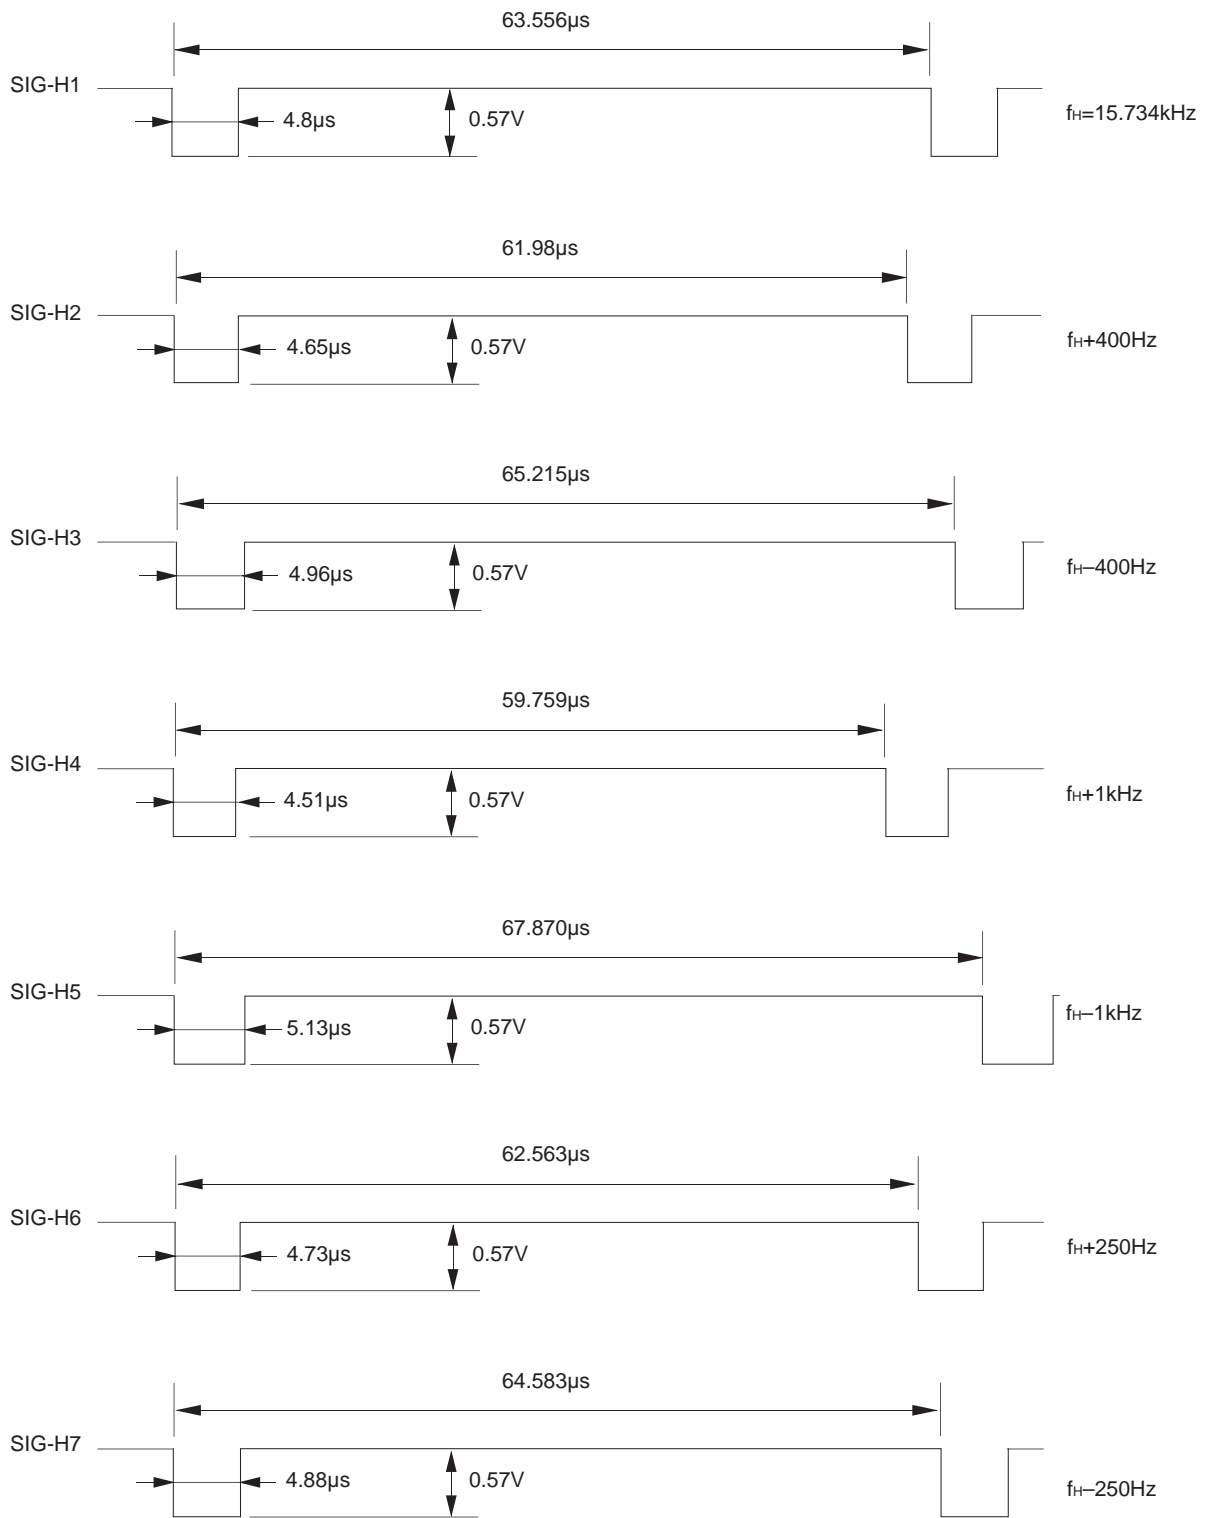 63.556µs
SIG-H1
4.8µs
0.57V
fH=15.734kHz
61.98µs
SIG-H2
4.65µs
0.57V
fH+400Hz
65.215µs
SIG-H3
4.96µs
0.57V
fH–400Hz
59.759µs
SIG-H4
4.51µs
0.57V
fH+1kHz
67.870µs
SIG-H5
5.13µs
0.57V
fH–1kHz
62.563µs
SIG-H6
4.73µs
0.57V
fH+250Hz
64.583µs
SIG-H7
4.88µs
0.57V
fH–250Hz